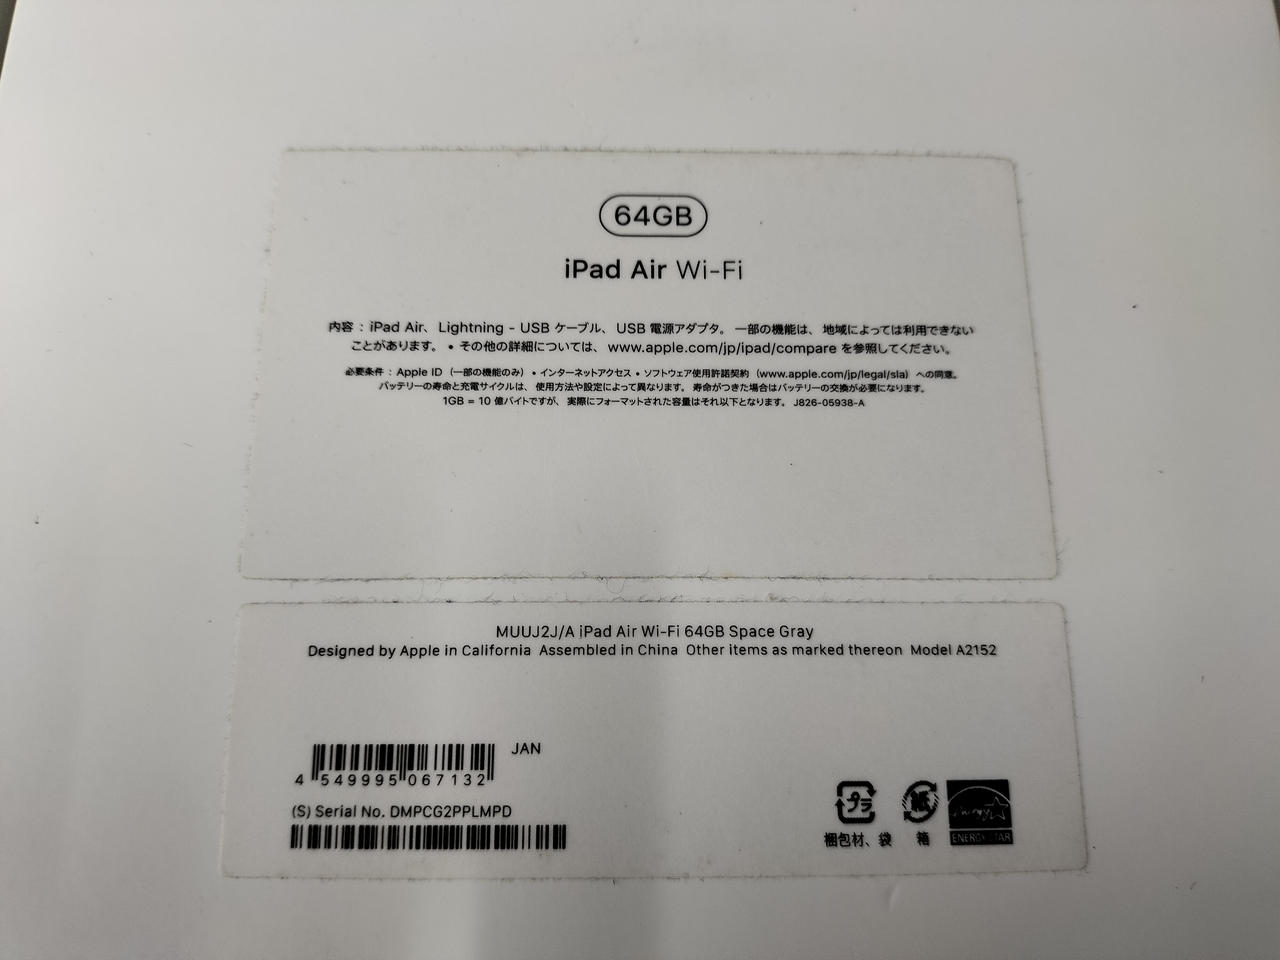 64GB
iPad Air Wi-Fi
内容：iPad Air、Lightning - USB ケーブル、USB 電源アダプタ。 一部の機能は、地域によっては利用できない
ことがあります。 • その他の詳細については、www.apple.com/jp/ipad/compare を参照してください。
必要条件：Apple ID（一部の機能のみ）• インターネットアクセス • ソフトウェア使用許諾契約（www.apple.com/jp/legal/sla）への同意。
バッテリーの寿命と充電サイクルは、使用方法や設定によって異なります。 寿命がつきた場合はバッテリーの交換が必要になります。
1GB = 10 億バイトですが、実際にフォーマットされた容量はそれ以下となります。 J826-05938-A
MUUJ2J/A iPad Air Wi-Fi 64GB Space Gray
Designed by Apple in California Assembled in China Other items as marked thereon Model A2152
JAN
4 549995 067132
(S) Serial No. DMPCG2PPLMPD
プラ
紙
energy
梱包材、袋
箱
ENERGY STAR